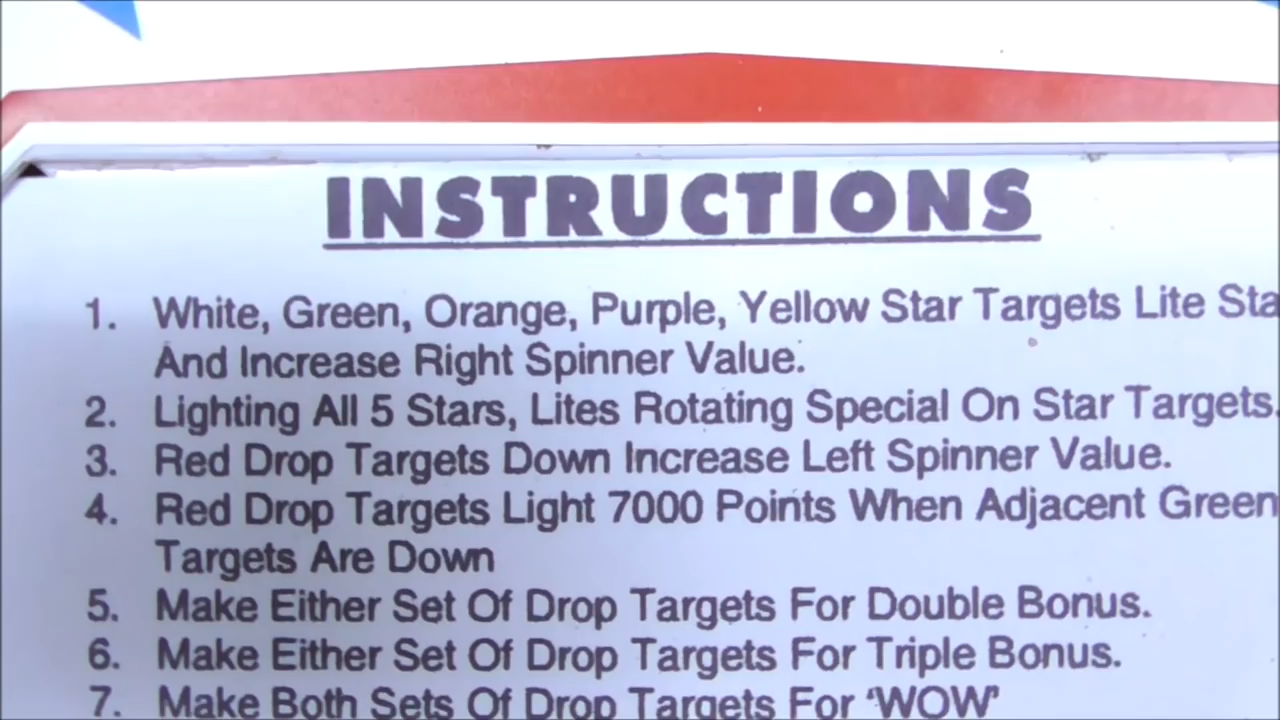 INSTRUCTIONS
1. White, Green, Orange, Purple, Yellow Star Targets Lite
And Increase Right Spinner Value.
2. Lighting All 5 Stars, Lites Rotating Special On Star Targets.
3. Red Drop Targets Down Increase Left Spinner Value.
4. Red Drop Targets Light 7000 Points When Adjacent Green
Targets Are Down
5. Make Either Set Of Drop Targets For Double Bonus.
6. Make Either Set Of Drop Targets For Triple Bonus.
7. Make Both Sets Of Drop Targets For 'WOW'